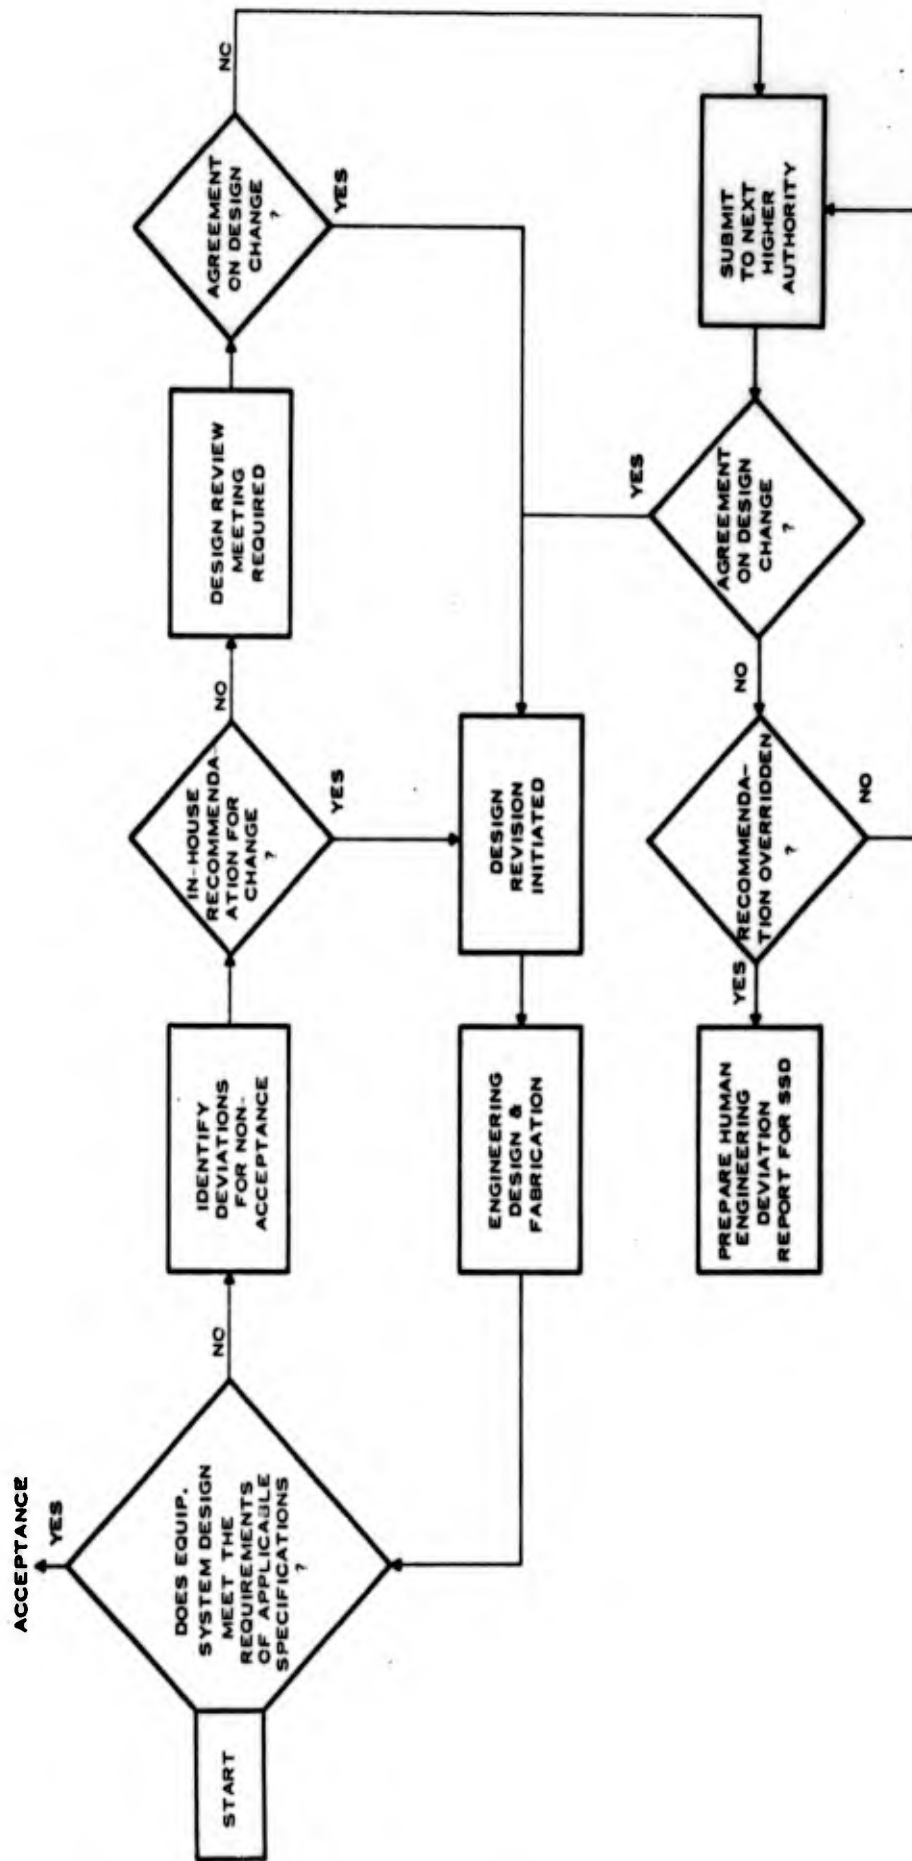 ACCEPTANCE
YES
START
DOES EQUIP.
SYSTEM DESIGN
MEET THE
REQUIREMENTS
OF APPLICABLE
SPECIFICATIONS
?
NO
IDENTIFY
DEVIATIONS
FOR NON-
ACCEPTANCE
IN-HOUSE
RECOMMENDA-
ATION FOR
CHANGE
?
NO
YES
DESIGN REVIEW
MEETING
REQUIRED
AGREEMENT
ON DESIGN
CHANGE
?
NO
YES
ENGINEERING
DESIGN &
FABRICATION
DESIGN
REVISION
INITIATED
PREPARE HUMAN
ENGINEERING
DEVIATION
REPORT FOR SSD
YES
RECOMMENDA-
TION OVERRIDDEN
?
NO
NO
AGREEMENT
ON DESIGN
CHANGE
?
YES
SUBMIT
TO NEXT
HIGHER
AUTHORITY